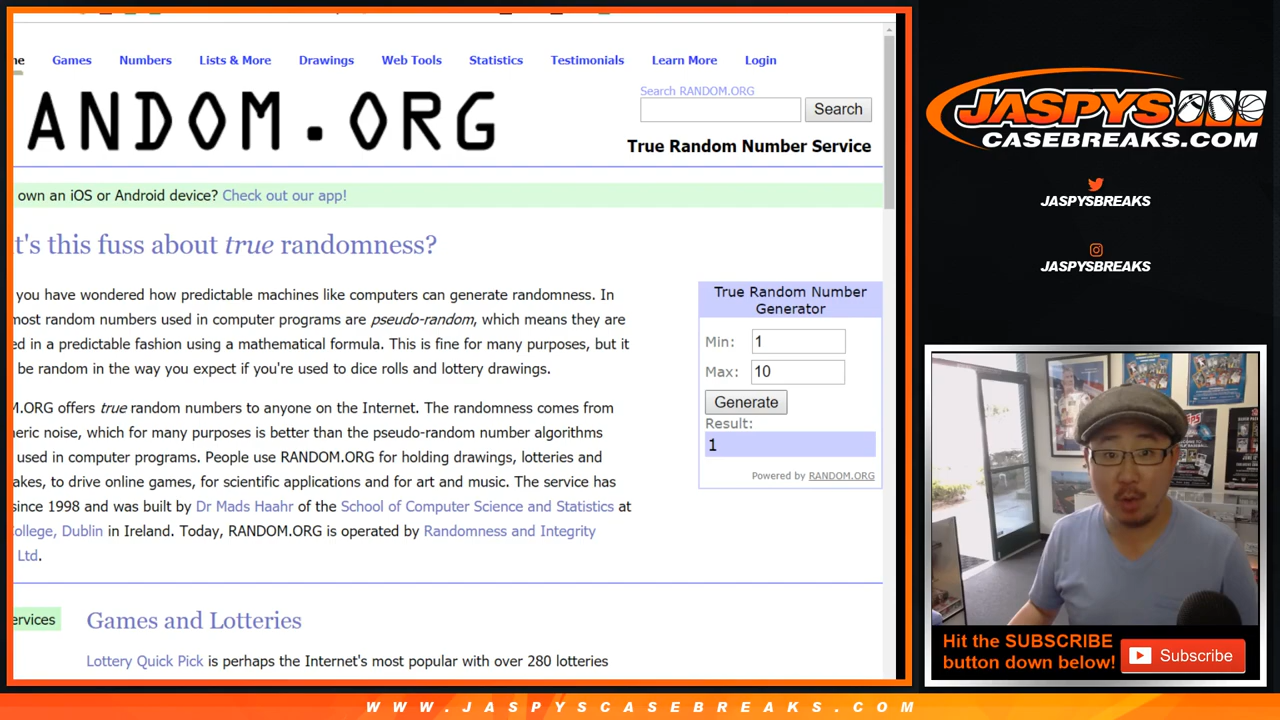 ne Games Numbers Lists & More Drawings Web Tools Statistics Testimonials Learn More Login
ANDOM.ORG
Search RANDOM.ORG
Search
True Random Number Service
own an iOS or Android device? Check out our app!
t's this fuss about true randomness?
you have wondered how predictable machines like computers can generate randomness. In
most random numbers used in computer programs are pseudo-random, which means they are
ed in a predictable fashion using a mathematical formula. This is fine for many purposes, but it
be random in the way you expect if you're used to dice rolls and lottery drawings.
M.ORG offers true random numbers to anyone on the Internet. The randomness comes from
eric noise, which for many purposes is better than the pseudo-random number algorithms
used in computer programs. People use RANDOM.ORG for holding drawings, lotteries and
akes, to drive online games, for scientific applications and for art and music. The service has
since 1998 and was built by Dr Mads Haahr of the School of Computer Science and Statistics at
ollege, Dublin in Ireland. Today, RANDOM.ORG is operated by Randomness and Integrity
Ltd.
True Random Number
Generator
Min: 1
Max: 10
Generate
Result:
1
Powered by RANDOM.ORG
ervices
Games and Lotteries
Lottery Quick Pick is perhaps the Internet's most popular with over 280 lotteries
JASPYS
CASEBREAKS.COM
JASPYSBREAKS
JASPYSBREAKS
Hit the SUBSCRIBE
button down below!
Subscribe
WWW.JASPYSCASEBREAKS.COM